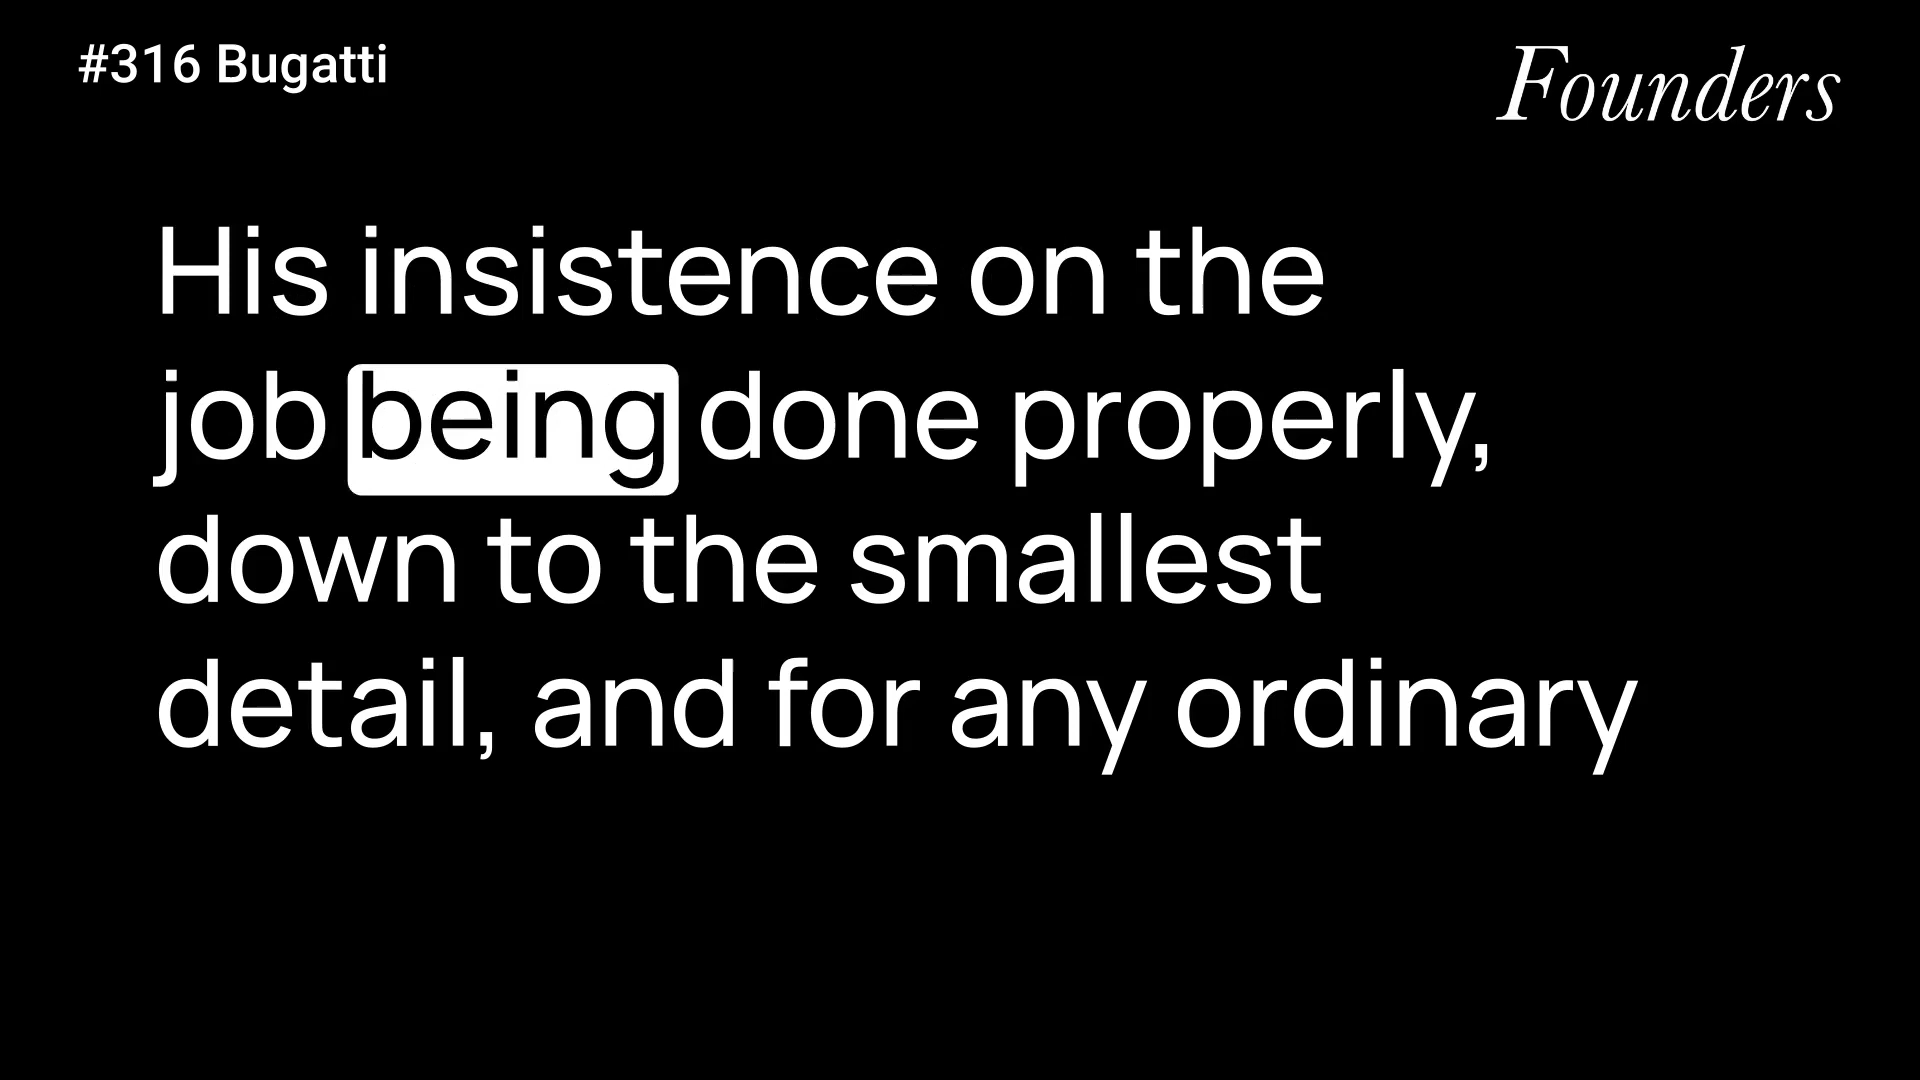 #316 Bugatti
Founders
His insistence on the
job being done properly,
down to the smallest
detail, and for any ordinary